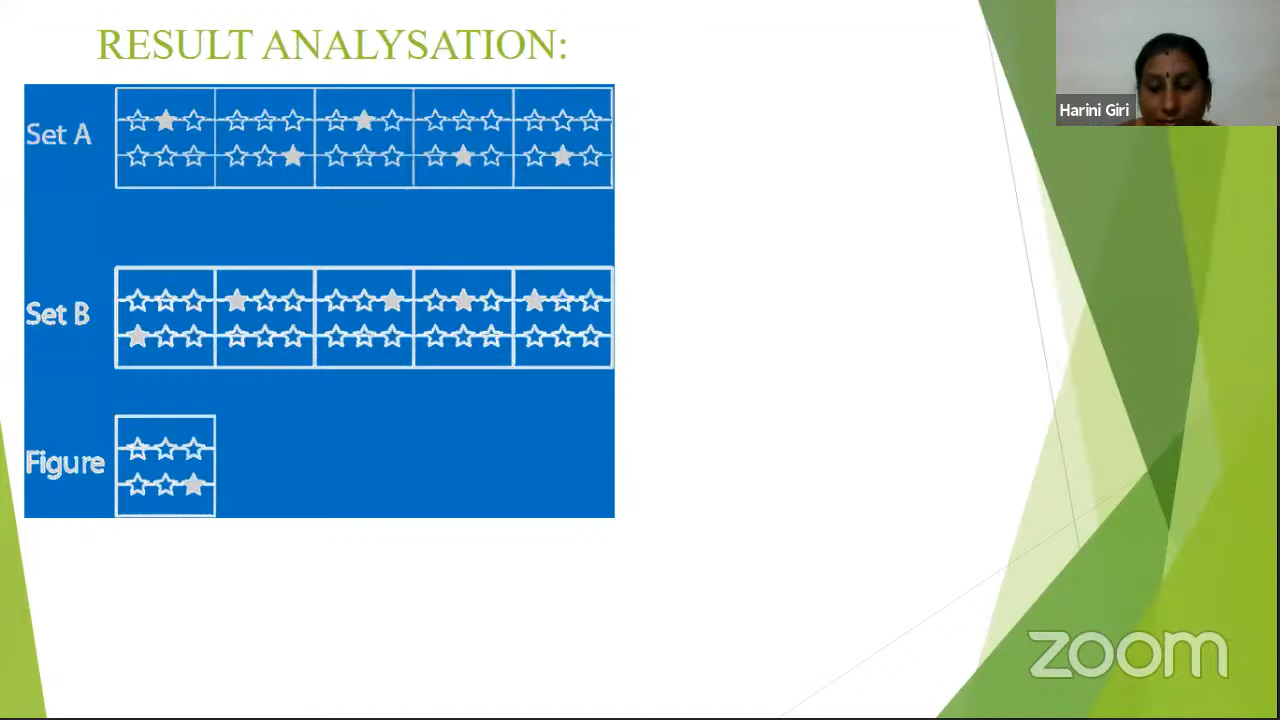 RESULT ANALYSATION:
Harini Giri
Set A
Set B
Figure
zoom